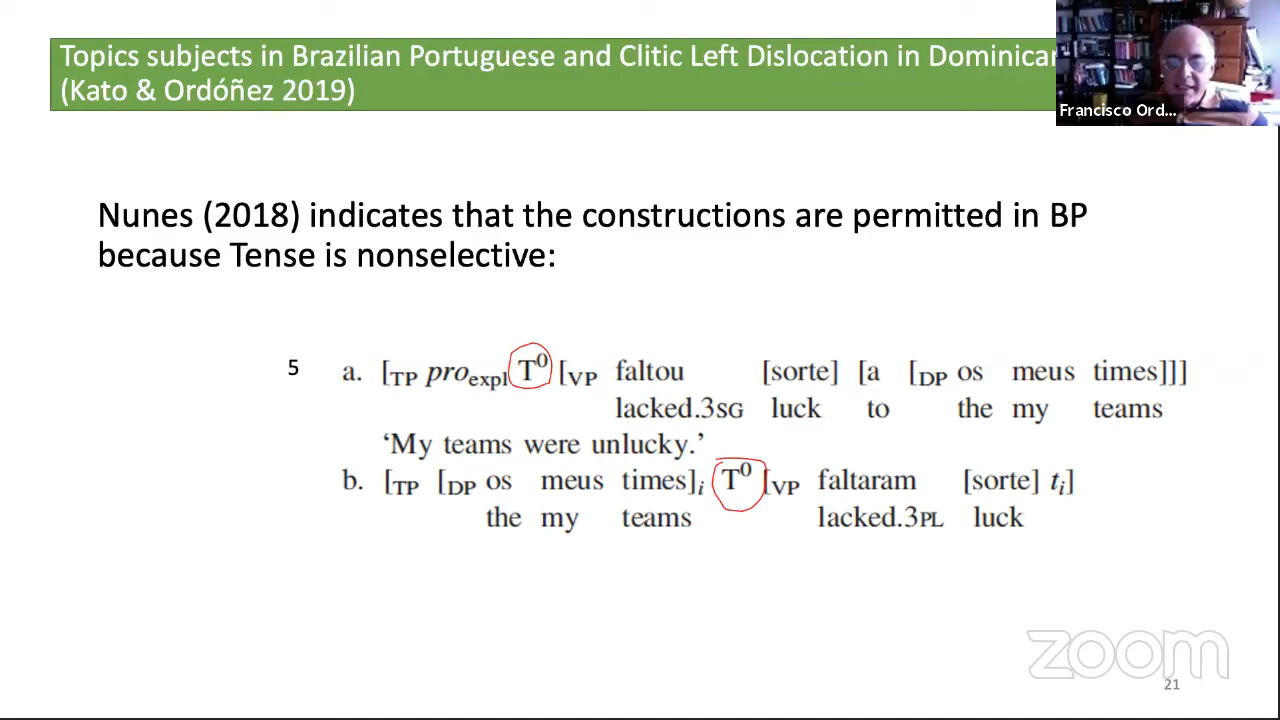 Topics subjects in Brazilian Portuguese and Clitic Left Dislocation in Dominican
(Kato & Ordóñez 2019)
Francisco Ord...
Nunes (2018) indicates that the constructions are permitted in BP
because Tense is nonselective:
5 a. [TP pro expl T⁰ [VP faltou [sorte] [a [DP os meus times]]]
lacked.3SG luck to the my teams
‘My teams were unlucky.’
b. [TP [DP os meus times]i T⁰ [VP faltaram [sorte] ti]
the my teams lacked.3PL luck
zoom
21